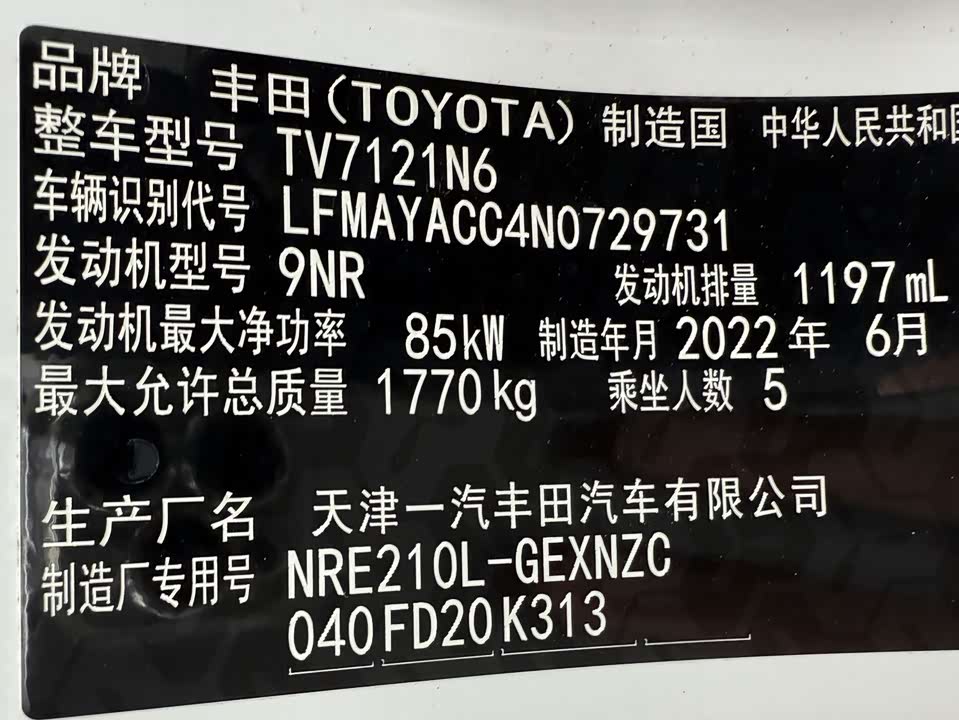 品牌 丰田(TOYOTA) 制造国 中华人民共和国
整车型号 TV7121N6
车辆识别代号 LFMAYACC4N0729731
发动机型号 9NR 发动机排量 1197mL
发动机最大净功率 85kW 制造年月 2022年 6月
最大允许总质量 1770kg 乘坐人数 5
生产厂名 天津一汽丰田汽车有限公司
制造厂专用号 NRE210L-GEXNZC
040 FD20 K313